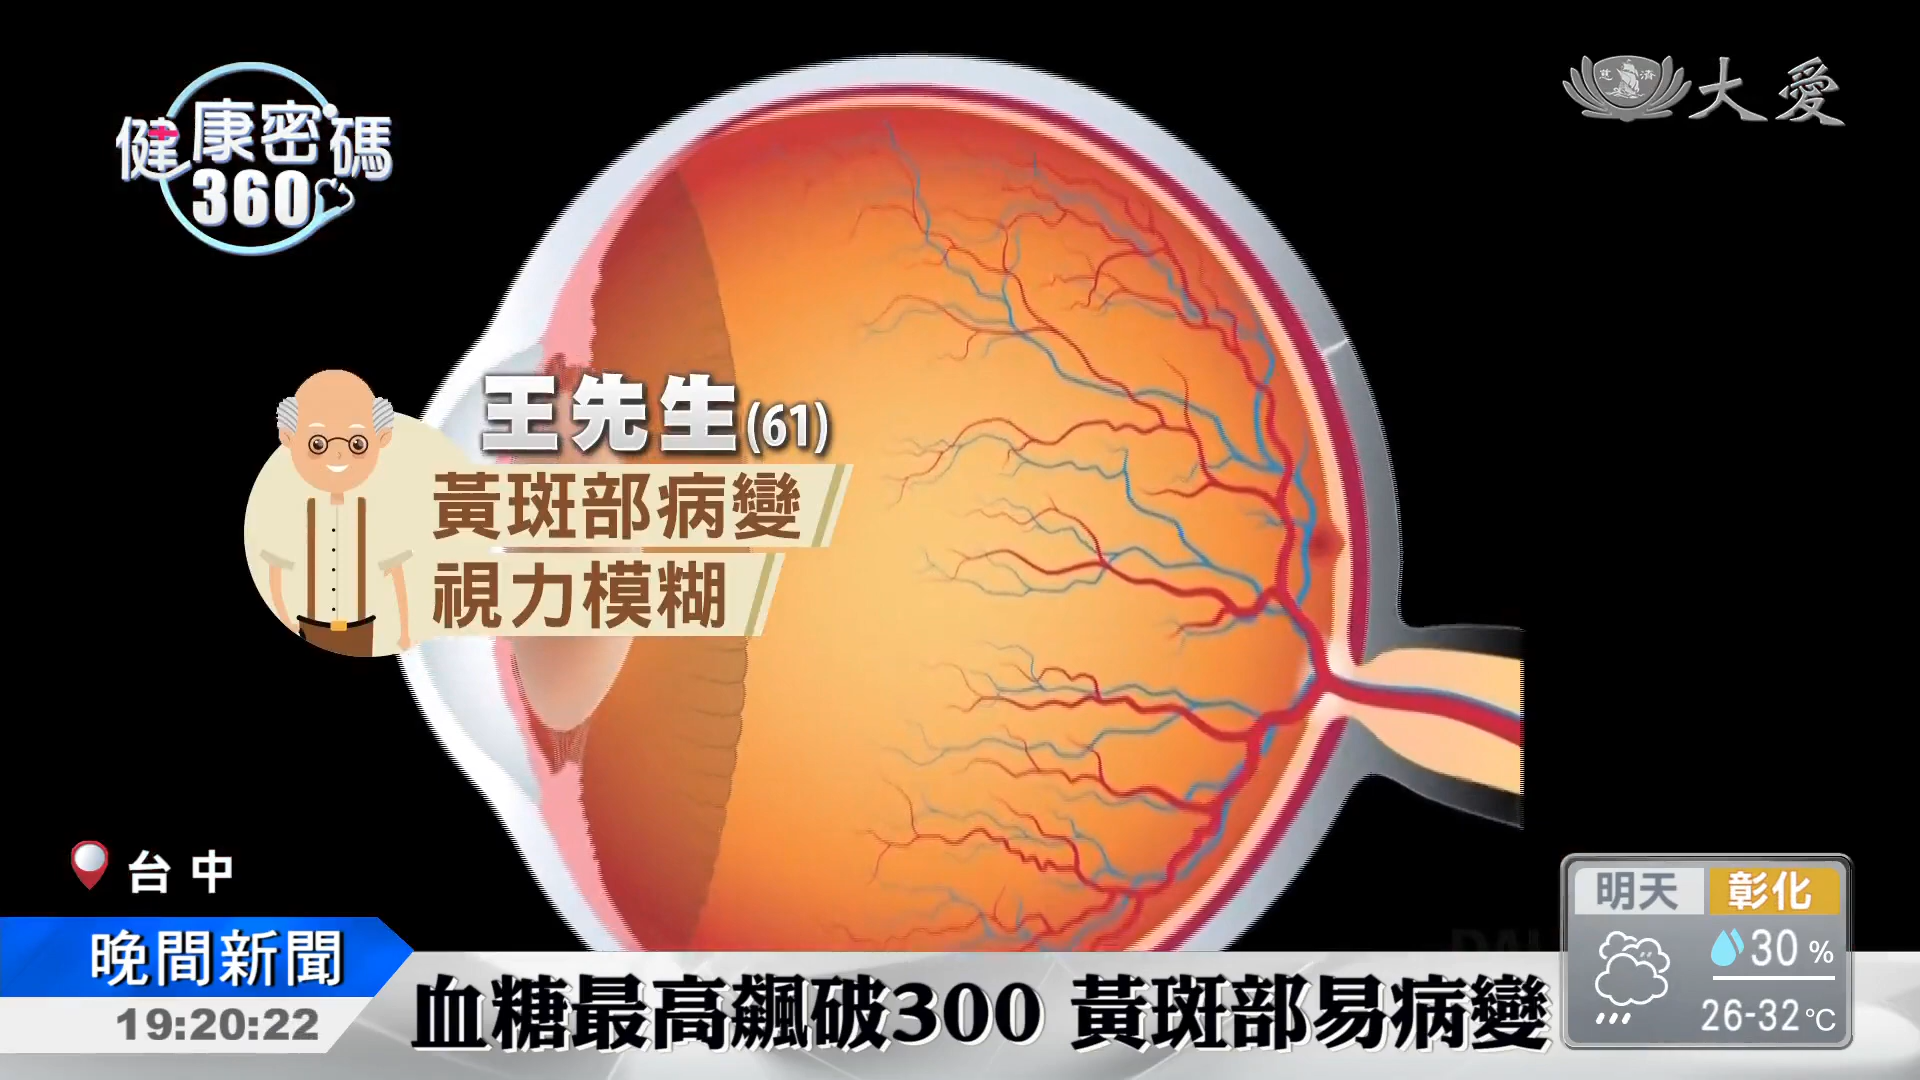 健康密碼
360
慈濟
大愛
王先生(61)
黃斑部病變
視力模糊
台中
晚間新聞
19:20:22
血糖最高飆破300 黃斑部易病變
明天 彰化
30%
26-32°C